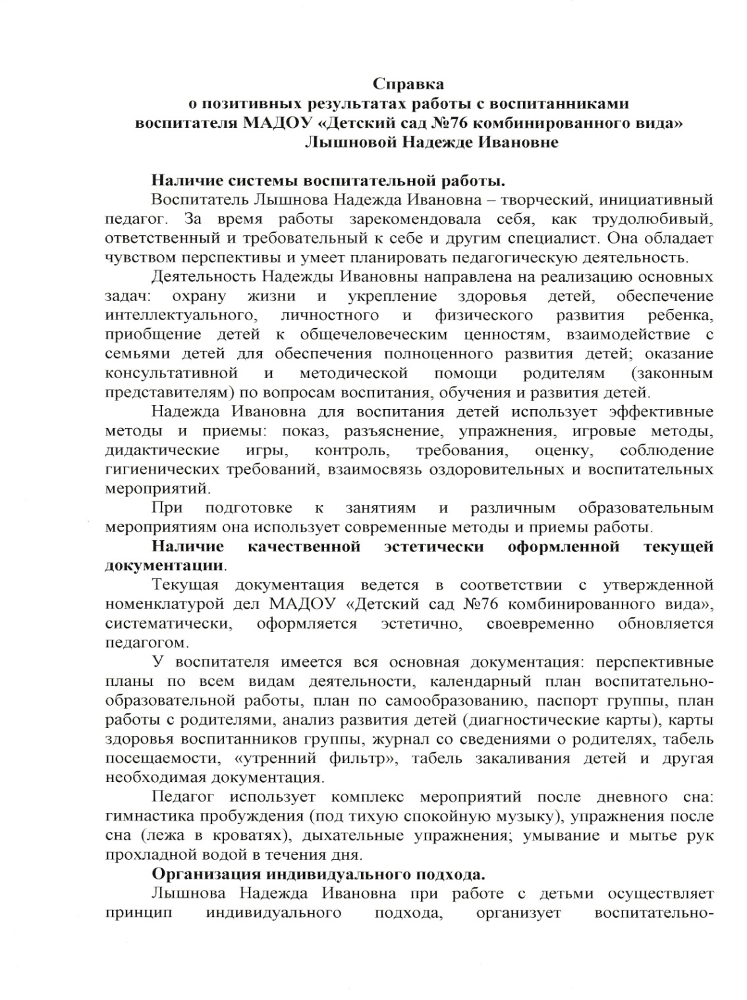 Справка
о позитивных результатах работы с воспитанниками
воспитателя МАДОУ «Детский сад №76 комбинированного вида»
Лышновой Надежде Ивановне
Наличие системы воспитательной работы.
Воспитатель Лышнова Надежда Ивановна – творческий, инициативный
педагог. За время работы зарекомендовала себя, как трудолюбивый,
ответственный и требовательный к себе и другим специалист. Она обладает
чувством перспективы и умеет планировать педагогическую деятельность.
Деятельность Надежды Ивановны направлена на реализацию основных
задач: охрану жизни и укрепление здоровья детей, обеспечение
интеллектуального, личностного и физического развития ребенка,
приобщение детей к общечеловеческим ценностям, взаимодействие с
семьями детей для обеспечения полноценного развития детей; оказание
консультативной и методической помощи родителям (законным
представителям) по вопросам воспитания, обучения и развития детей.
Надежда Ивановна для воспитания детей использует эффективные
методы и приемы: показ, разъяснение, упражнения, игровые методы,
дидактические игры, контроль, требования, оценку, соблюдение
гигиенических требований, взаимосвязь оздоровительных и воспитательных
мероприятий.
При подготовке к занятиям и различным образовательным
мероприятиям она использует современные методы и приемы работы.
Наличие качественной эстетически оформленной текущей
документации.
Текущая документация ведется в соответствии с утвержденной
номенклатурой дел МАДОУ «Детский сад №76 комбинированного вида»,
систематически, оформляется эстетично, своевременно обновляется
педагогом.
У воспитателя имеется вся основная документация: перспективные
планы по всем видам деятельности, календарный план воспитательно-
образовательной работы, план по самообразованию, паспорт группы, план
работы с родителями, анализ развития детей (диагностические карты), карты
здоровья воспитанников группы, журнал со сведениями о родителях, табель
посещаемости, «утренний фильтр», табель закаливания детей и другая
необходимая документация.
Педагог использует комплекс мероприятий после дневного сна:
гимнастика пробуждения (под тихую спокойную музыку), упражнения после
сна (лежа в кроватях), дыхательные упражнения; умывание и мытье рук
прохладной водой в течения дня.
Организация индивидуального подхода.
Лышнова Надежда Ивановна при работе с детьми осуществляет
принцип индивидуального подхода, организует воспитательно-